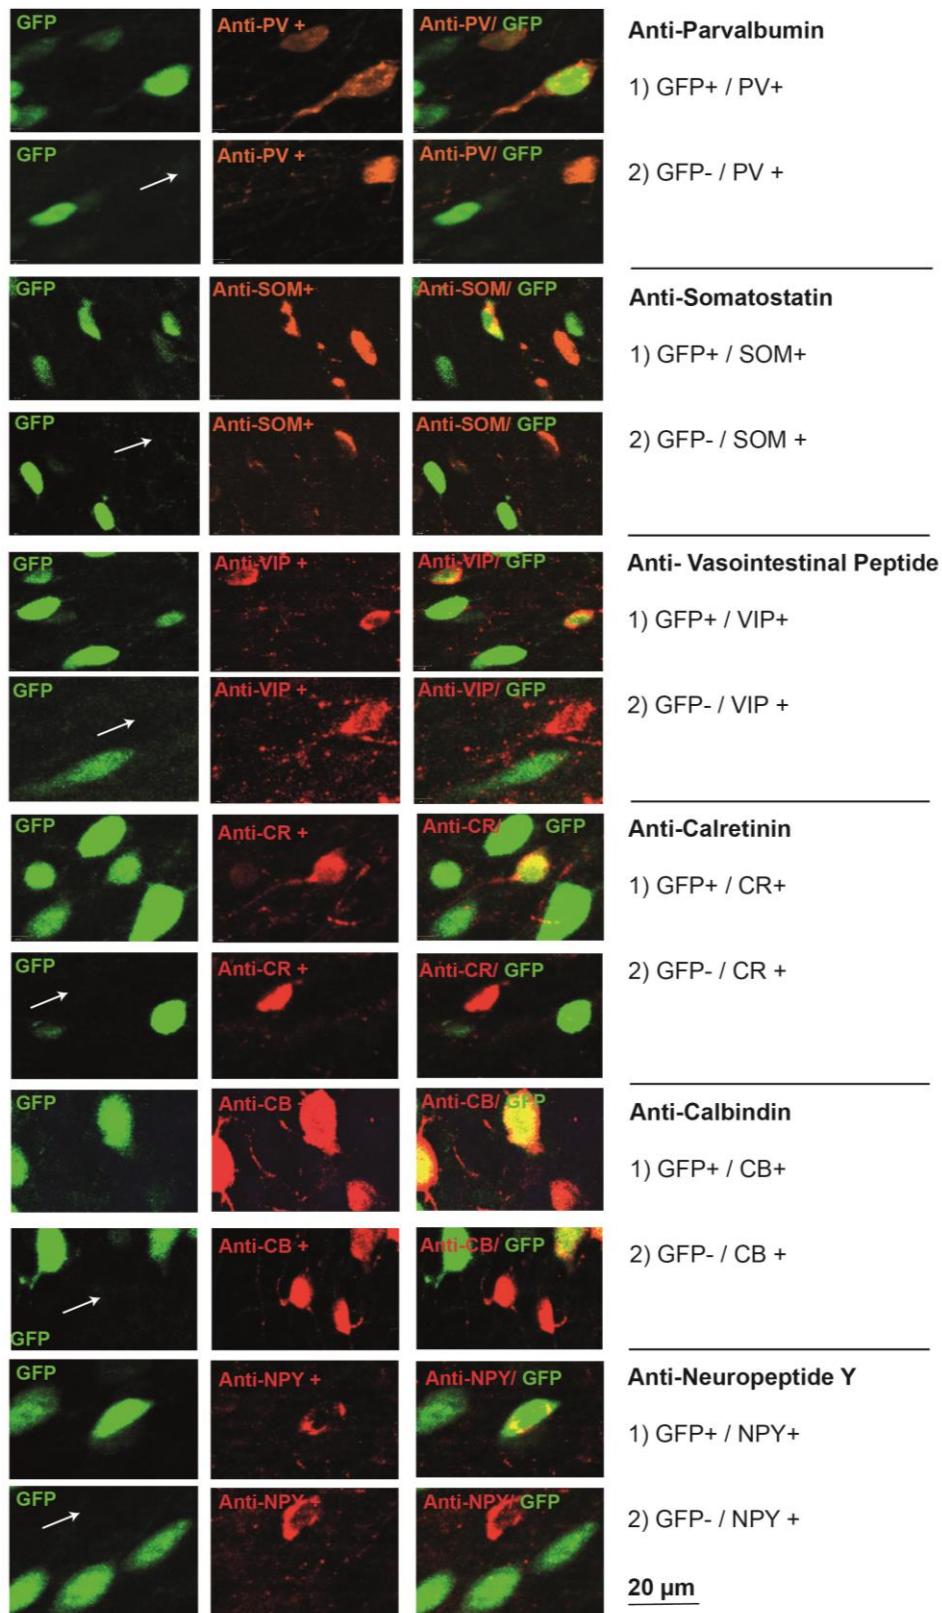 GFP Anti-PV + Anti-PV/ GFP Anti-Parvalbumin
1) GFP+ / PV+
GFP Anti-PV + Anti-PV/ GFP
2) GFP- / PV +
GFP Anti-SOM+ Anti-SOM/ GFP Anti-Somatostatin
1) GFP+ / SOM+
GFP Anti-SOM+ Anti-SOM/ GFP
2) GFP- / SOM +
GFP Anti-VIP + Anti-VIP/ GFP Anti- Vasointestinal Peptide
1) GFP+ / VIP+
GFP Anti-VIP + Anti-VIP/ GFP
2) GFP- / VIP +
GFP Anti-CR + Anti-CR/ GFP Anti-Calretinin
1) GFP+ / CR+
GFP Anti-CR + Anti-CR/ GFP
2) GFP- / CR +
GFP Anti-CB Anti-CB/ GFP Anti-Calbindin
1) GFP+ / CB+
Anti-CB + Anti-CB/ GFP
2) GFP- / CB +
GFP
GFP Anti-NPY + Anti-NPY/ GFP Anti-Neuropeptide Y
1) GFP+ / NPY+
GFP Anti-NPY + Anti-NPY/ GFP
2) GFP- / NPY +
20 µm